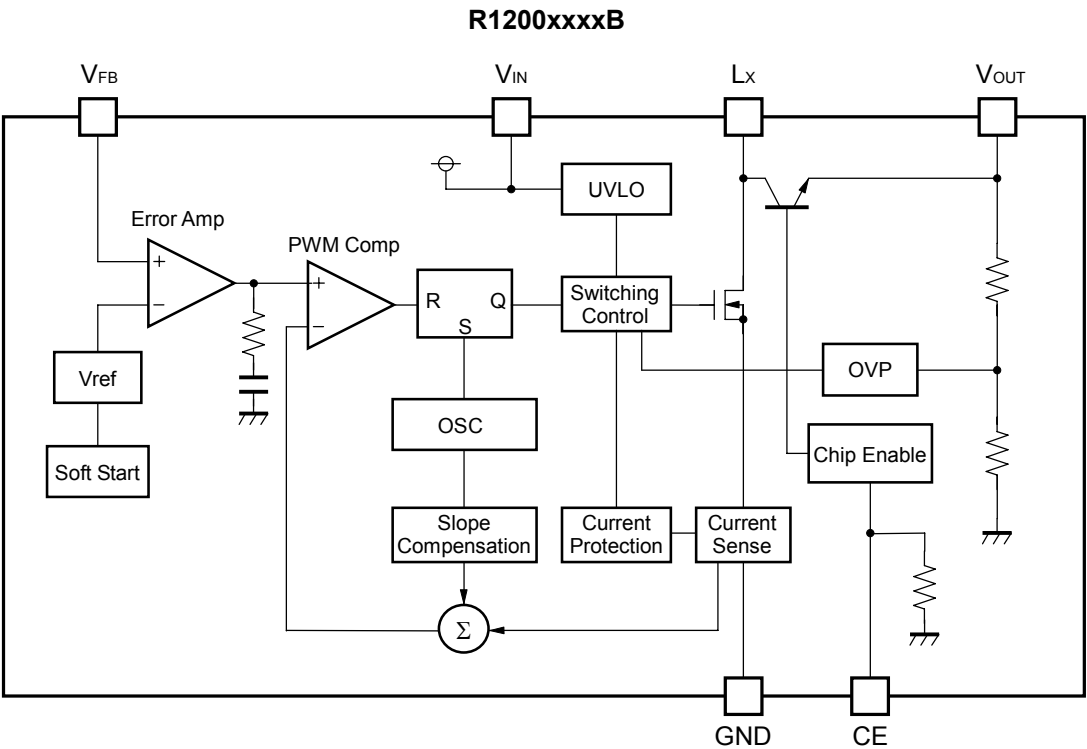 R1200xxxxB
VFB
VIN
LX
VOUT
Error Amp
PWM Comp
UVLO
+
−
+
−
R
Q
S
Switching
Control
Vref
OVP
OSC
Soft Start
Chip Enable
Slope
Compensation
Current
Protection
Current
Sense
Σ
GND
CE